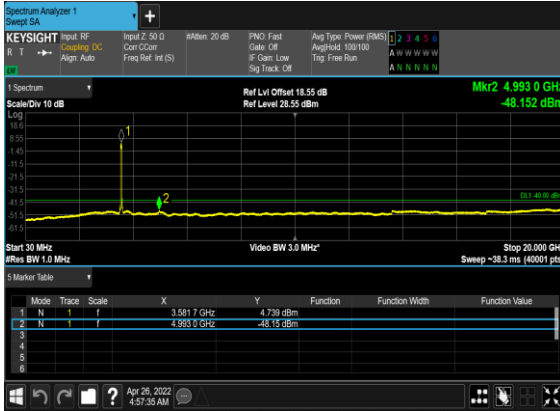 Spectrum Analyzer 1
Swept SA
+
KEYSIGHT Input: RF Input Z: 50 Ω #Atten: 20 dB PNO: Fast Avg Type: Power (RMS) 1 2 3 4 5 6
R T Coupling: DC Corr CCorr Gate: Off Avg|Hold: 100/100 A W W W W W
Align: Auto Freq Ref: Int (S) IF Gain: Low Trig: Free Run
Sig Track: Off A N N N N N
1 Spectrum Ref Lvl Offset 18.55 dB Mkr2 4.993 0 GHz
Scale/Div 10 dB Ref Level 28.55 dBm -48.152 dBm
Log
18.6
8.55
-1.45
-11.5
-21.5
-31.5
-41.5
-51.5
-61.5
1
2
DL1 -40.00 dBm
Start 30 MHz Video BW 3.0 MHz* Stop 20.000 GHz
#Res BW 1.0 MHz Sweep ~38.3 ms (40001 pts)
5 Marker Table
Mode Trace Scale X Y Function Function Width Function Value
1 N 1 f 3.581 7 GHz 4.739 dBm
2 N 1 f 4.993 0 GHz -48.15 dBm
3
4
5
6
? Apr 26, 2022
4:57:35 AM